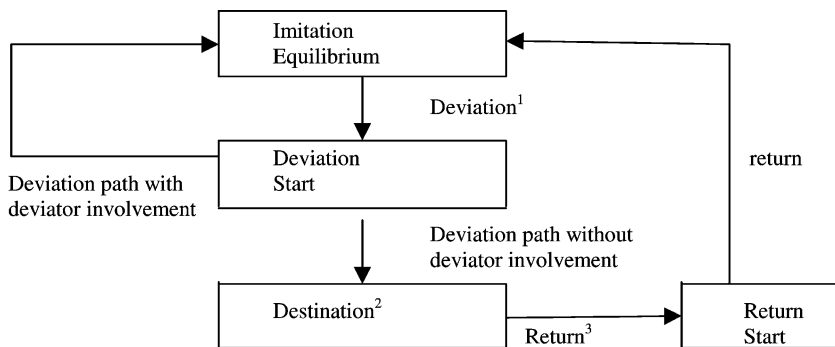 Imitation
Equilibrium
Deviation¹
Deviation
Start
return
Deviation path with
deviator involvement
Deviation path without
deviator involvement
Destination²
Return³
Return
Start